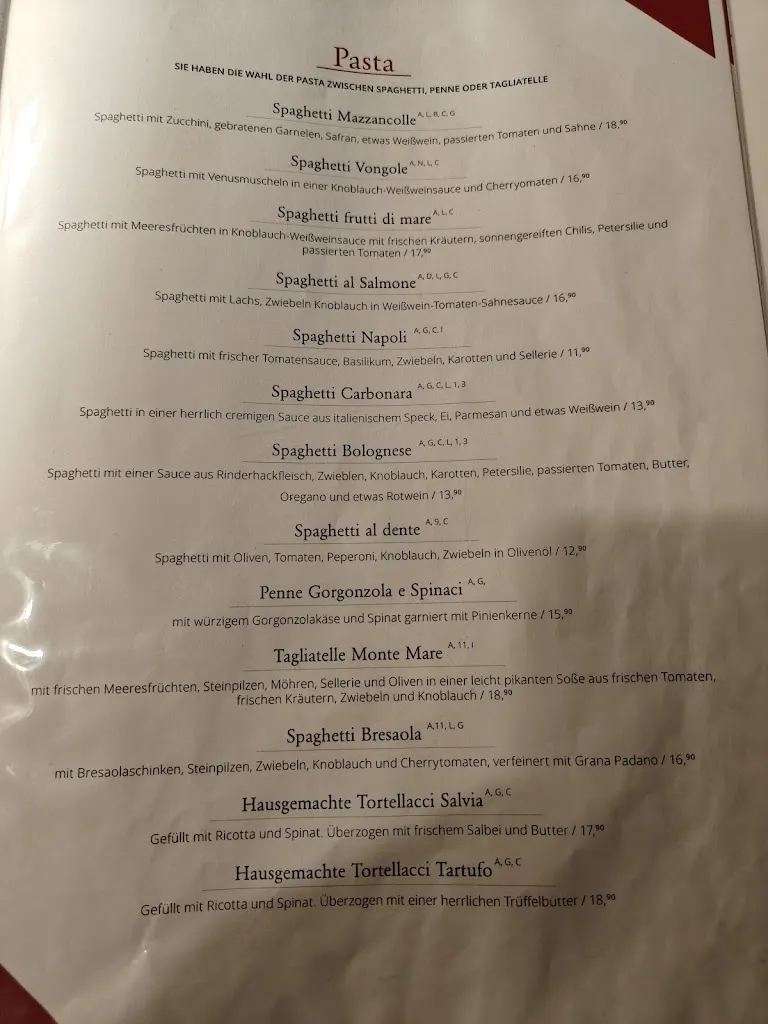 Pasta
SIE HABEN DIE WAHL DER PASTA ZWISCHEN SPAGHETTI, PENNE ODER TAGLIATELLE
Spaghetti Mazzancolle A, L, B, C, G
Spaghetti mit Zucchini, gebratenen Garnelen, Safran, etwas Weißwein, passierten Tomaten und Sahne / 18,90
Spaghetti Vongole A, N, L, C
Spaghetti mit Venusmuscheln in einer Knoblauch-Weißweinsauce und Cherryomaten / 16,90
Spaghetti frutti di mare A, L, C
Spaghetti mit Meeresfrüchten in Knoblauch-Weißweinsauce mit frischen Kräutern, sonnengereiften Chilis, Petersilie und
passierten Tomaten / 17,90
Spaghetti al Salmone A, D, L, G, C
Spaghetti mit Lachs, Zwiebeln Knoblauch in Weißwein-Tomaten-Sahnesauce / 16,90
Spaghetti Napoli A, G, C, I
Spaghetti mit frischer Tomatensauce, Basilikum, Zwiebeln, Karotten und Sellerie / 11,90
Spaghetti Carbonara A, G, C, L, 1, 3
Spaghetti in einer herrlich cremigen Sauce aus italienischem Speck, Ei, Parmesan und etwas Weißwein / 13,90
Spaghetti Bolognese A, G, C, L, 1, 3
Spaghetti mit einer Sauce aus Rinderhackfleisch, Zwieblen, Knoblauch, Karotten, Petersilie, passierten Tomaten, Butter,
Oregano und etwas Rotwein / 13,90
Spaghetti al dente A, 9, C
Spaghetti mit Oliven, Tomaten, Peperoni, Knoblauch, Zwiebeln in Olivenöl / 12,90
Penne Gorgonzola e Spinaci A, G,
mit würzigem Gorgonzolakäse und Spinat garniert mit Pinienkerne / 15,90
Tagliatelle Monte Mare A, 11, I
mit frischen Meeresfrüchten, Steinpilzen, Möhren, Sellerie und Oliven in einer leicht pikanten Soße aus frischen Tomaten,
frischen Kräutern, Zwiebeln und Knoblauch / 18,90
Spaghetti Bresaola A,11, L, G
mit Bresaolaschinken, Steinpilzen, Zwiebeln, Knoblauch und Cherrytomaten, verfeinert mit Grana Padano / 16,90
Hausgemachte Tortellacci Salvia A, G, C
Gefüllt mit Ricotta und Spinat. Überzogen mit frischem Salbei und Butter / 17,90
Hausgemachte Tortellacci Tartufo A, G, C
Gefüllt mit Ricotta und Spinat. Überzogen mit einer herrlichen Trüffelbutter / 18,90